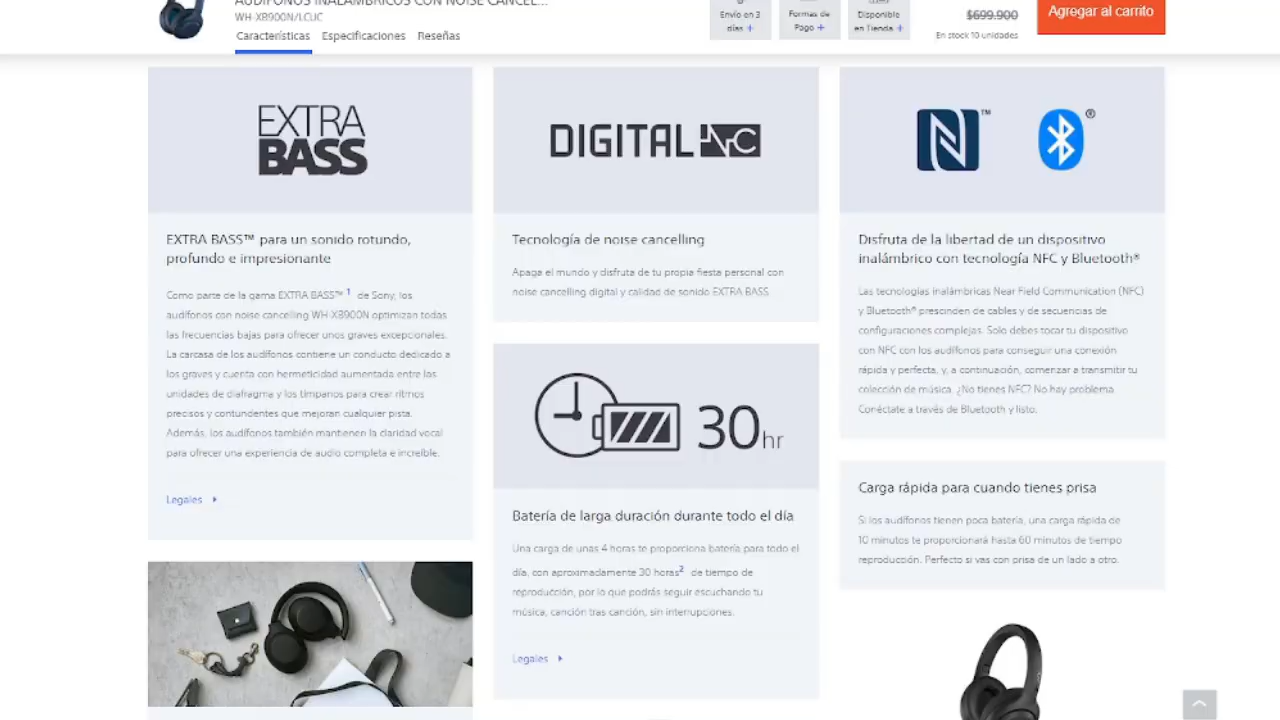 AUDÍFONOS INALÁMBRICOS CON NOISE CANCEL...
WH-XB900N/LCUC
Características Especificaciones Reseñas
Envío en 3
días +
Formas de
Pago +
Disponible
en Tienda +
$699.900
En stock 10 unidades
Agregar al carrito
EXTRA
BASS
EXTRA BASS™ para un sonido rotundo,
profundo e impresionante
Como parte de la gama EXTRA BASS™ 1 de Sony, los
audífonos con noise cancelling WH-XB900N optimizan todas
las frecuencias bajas para ofrecer unos graves excepcionales.
La carcasa de los audífonos contiene un conducto dedicado a
los graves y cuenta con hermeticidad aumentada entre las
unidades de diafragma y los tímpanos para crear ritmos
precisos y contundentes que mejoran cualquier pista.
Además, los audífonos también mantienen la claridad vocal
para ofrecer una experiencia de audio completa e increíble.
Legales
DIGITAL NC
Tecnología de noise cancelling
Apaga el mundo y disfruta de tu propia fiesta personal con
noise cancelling digital y calidad de sonido EXTRA BASS.
30hr
Batería de larga duración durante todo el día
Una carga de unas 4 horas te proporciona batería para todo el
día, con aproximadamente 30 horas2 de tiempo de
reproducción, por lo que podrás seguir escuchando tu
música, canción tras canción, sin interrupciones.
Legales
N™ ®
Disfruta de la libertad de un dispositivo
inalámbrico con tecnología NFC y Bluetooth®
Las tecnologías inalámbricas Near Field Communication (NFC)
y Bluetooth® prescinden de cables y de secuencias de
configuraciones complejas. Solo debes tocar tu dispositivo
con NFC con los audífonos para conseguir una conexión
rápida y perfecta, y, a continuación, comenzar a transmitir tu
colección de música. ¿No tienes NFC? No hay problema.
Conéctate a través de Bluetooth y listo.
Carga rápida para cuando tienes prisa
Si los audífonos tienen poca batería, una carga rápida de
10 minutos te proporcionará hasta 60 minutos de tiempo
reproducción. Perfecto si vas con prisa de un lado a otro.